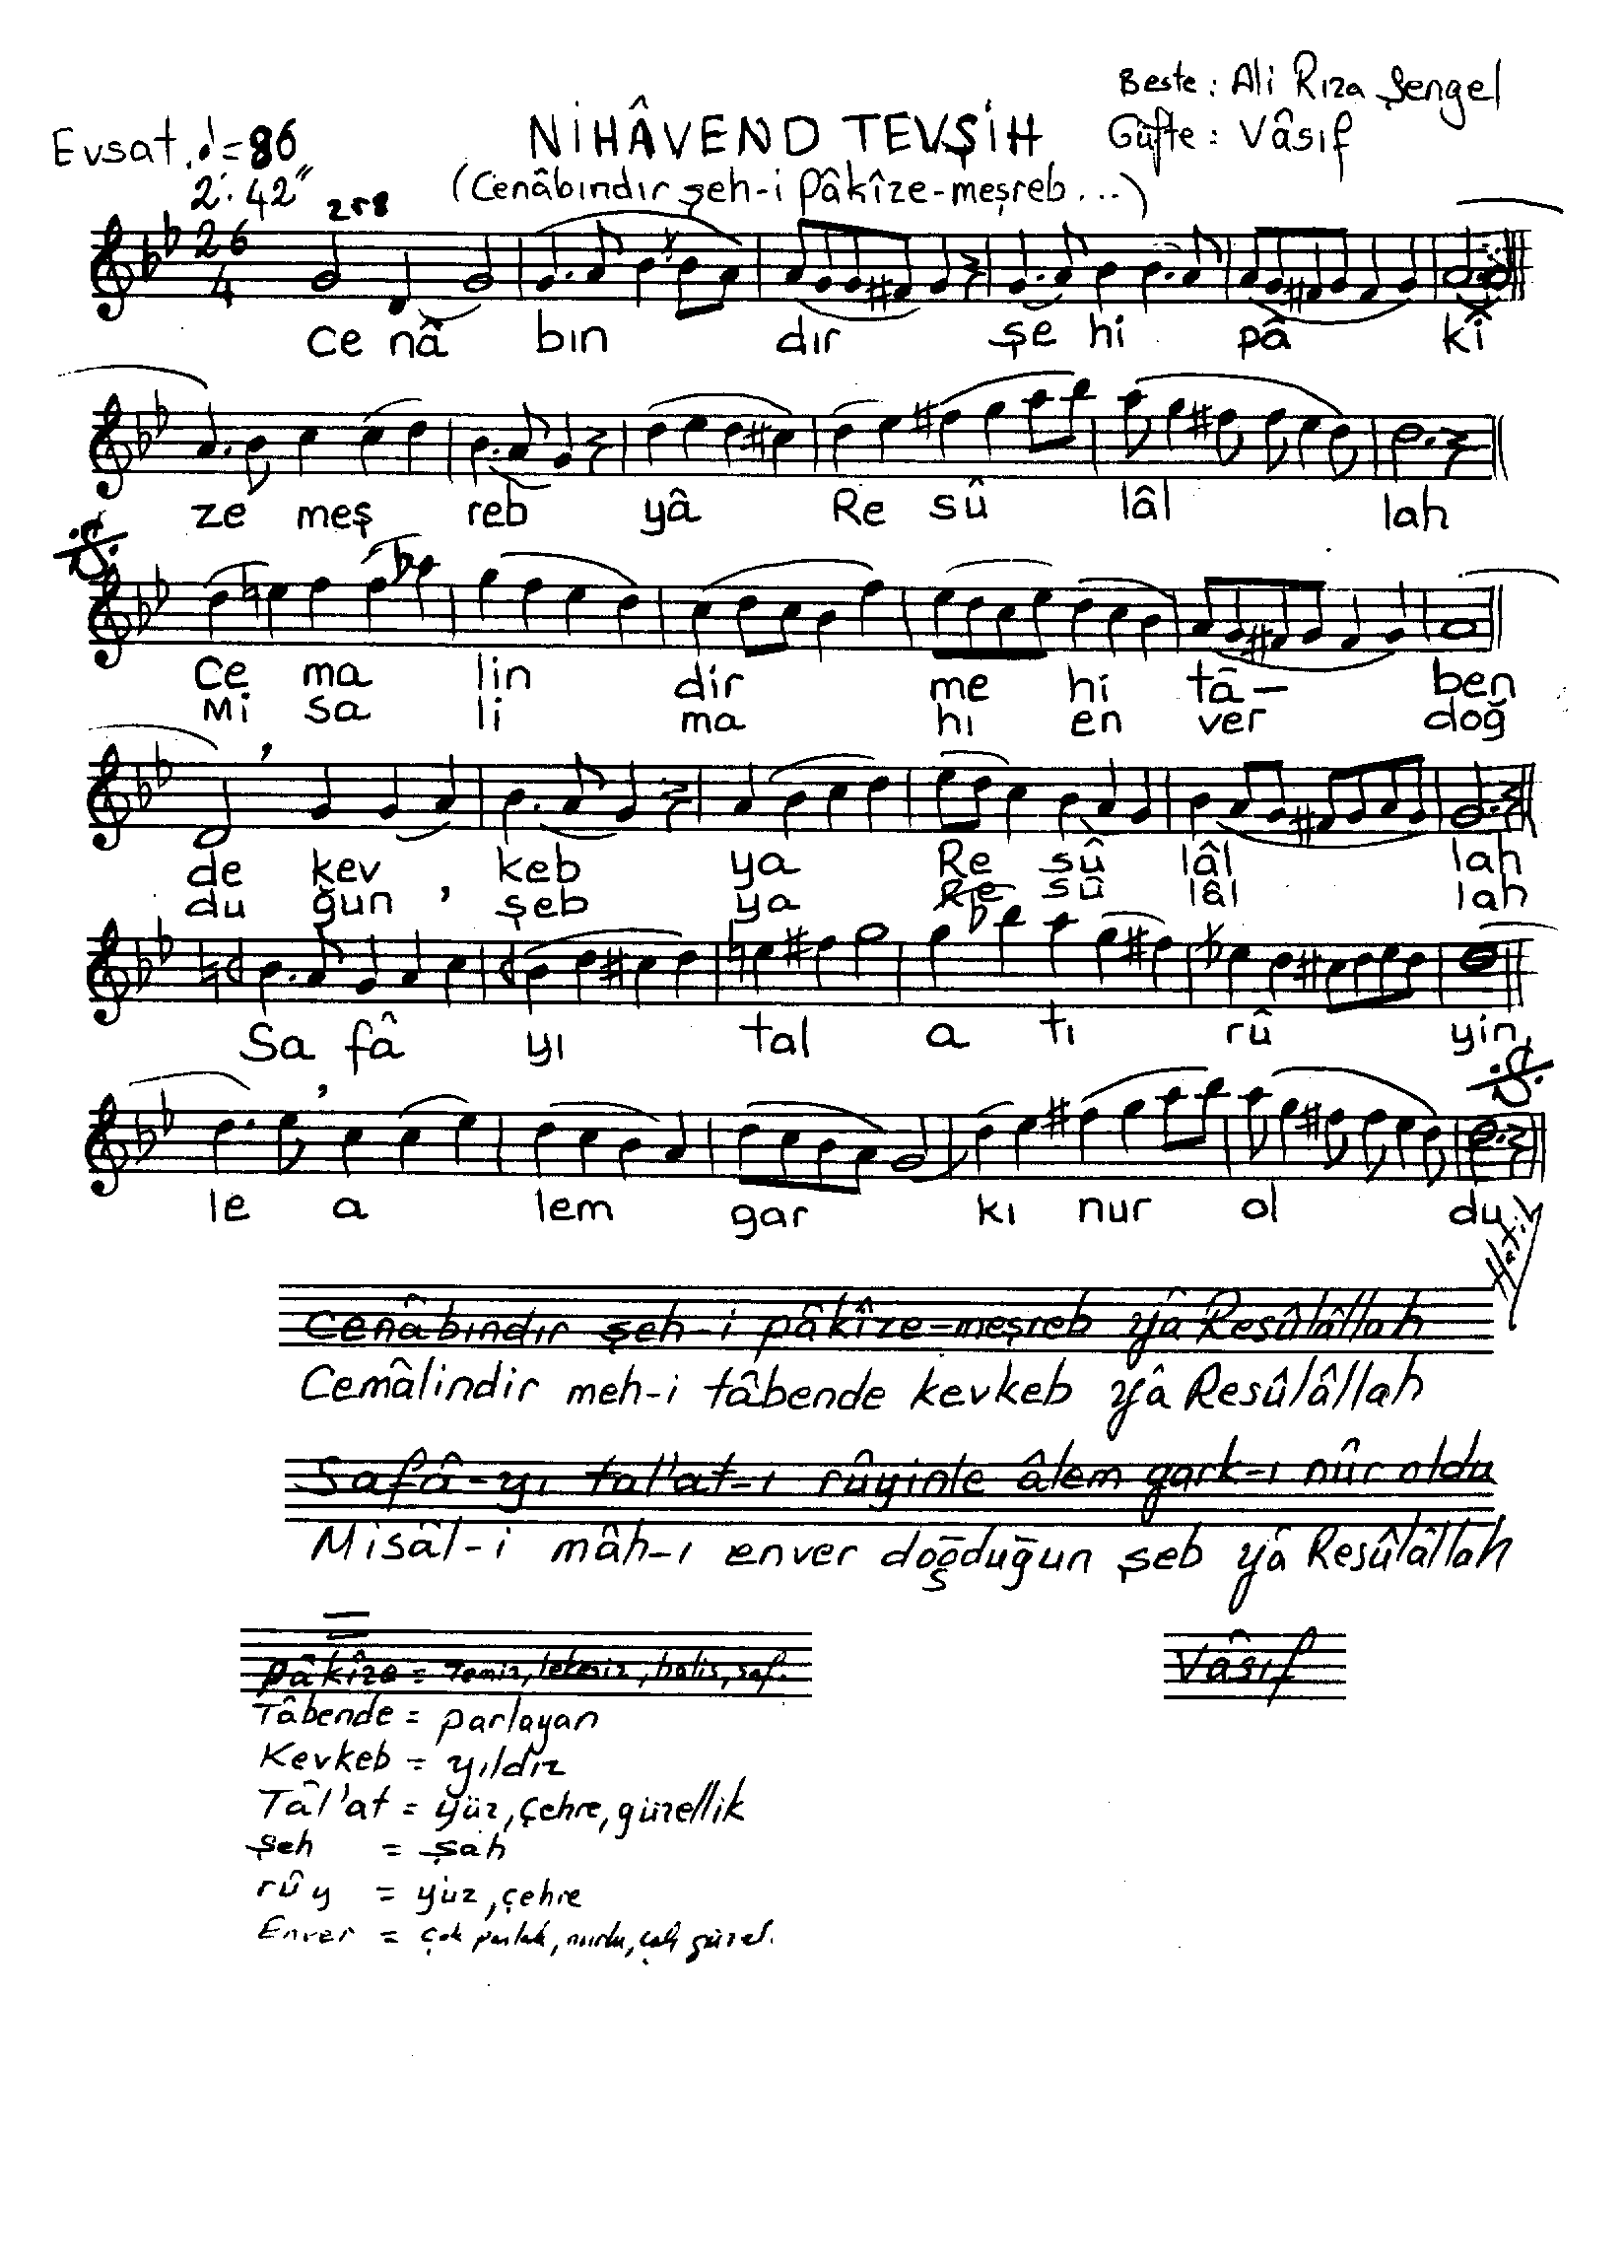 Beste : Ali Rıza Şengel
NİHÂVEND TEVŞİH
Güfte : Vâsıf
Evsat. ♩=86
2'. 42"
(Cenâbındır şeh-i Pâkîze-meşreb...)
26
4
Ce nâ bın dır şe hi pâ kî
ze meş reb yâ Re sû lâl lah
Ce ma lin dir me hi tâ– ben
Mi sa li ma hı en ver doğ
de kev keb ya Re sû lâl lah
du ğun , şeb ya Re sû lâl lah
Sa fâ yı tal a tı rû yin
le a lem gar kı nur ol du
Cenâbındır şeh-i pâkîze-meşreb yâ Resûlâllah
Cemâlindir meh-i tâbende kevkeb yâ Resûlâllah
Safâ-yı tal'at-ı rûyinle âlem gark-ı nûr oldu
Misâl-i mâh-ı enver doğduğun şeb yâ Resûlâllah
Pâkîze = Temiz, lekesiz, halis, saf.
Vâsıf
Tâbende = parlayan
Kevkeb = yıldız
Tâl'at = yüz, çehre, güzellik
Şeh = Şah
rûy = yüz, çehre
Enver = çok parlak, nurlu, çok güzel.